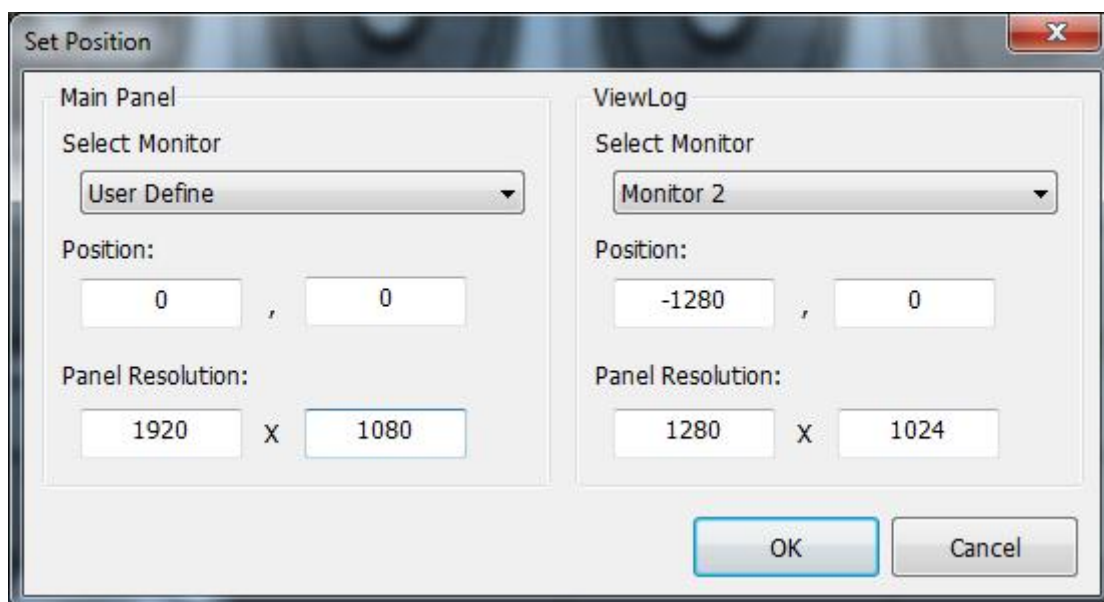 Set Position
Main Panel
Select Monitor
User Define
Position:
0 , 0
Panel Resolution:
1920 X 1080
ViewLog
Select Monitor
Monitor 2
Position:
-1280 , 0
Panel Resolution:
1280 X 1024
OK Cancel